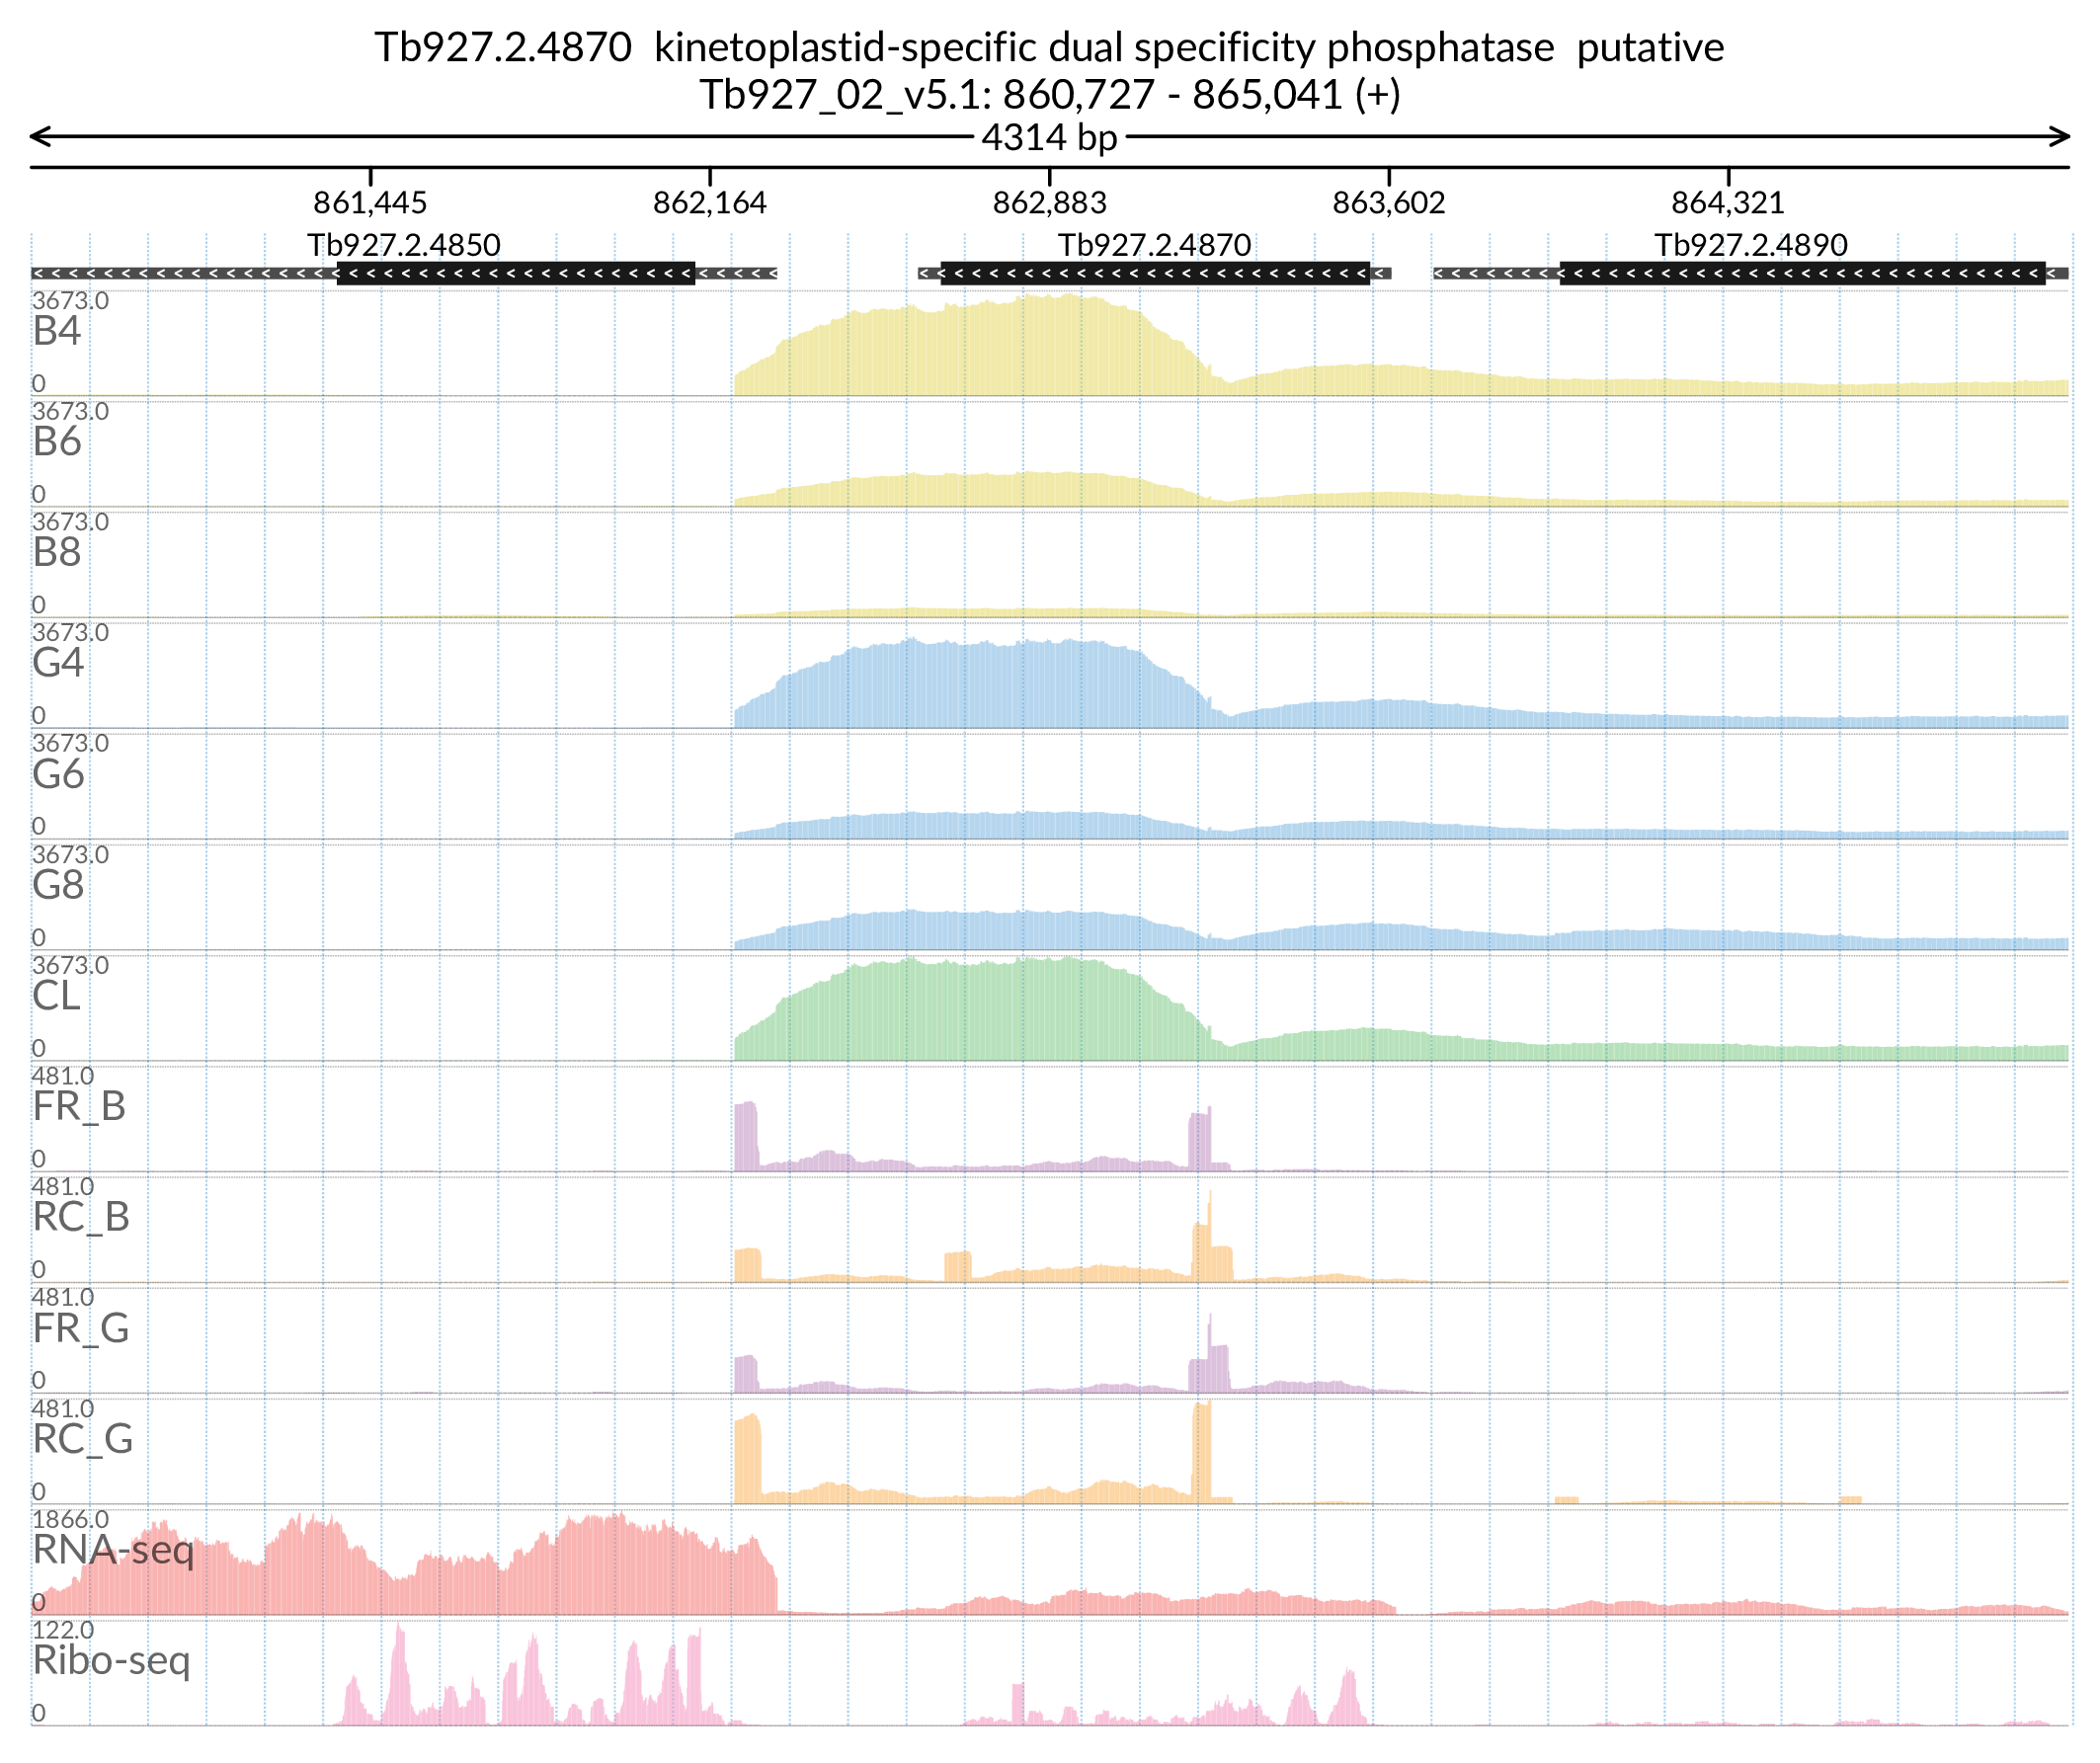 Tb927.2.4870  kinetoplastid-specific dual specificity phosphatase  putative
Tb927_02_v5.1: 860,727 - 865,041 (+)
4314 bp
861,445 862,164 862,883 863,602 864,321
Tb927.2.4850 Tb927.2.4870 Tb927.2.4890
3673.0
B4
0
3673.0
B6
0
3673.0
B8
0
3673.0
G4
0
3673.0
G6
0
3673.0
G8
0
3673.0
CL
0
481.0
FR_B
0
481.0
RC_B
0
481.0
FR_G
0
481.0
RC_G
0
1866.0
RNA-seq
0
122.0
Ribo-seq
0